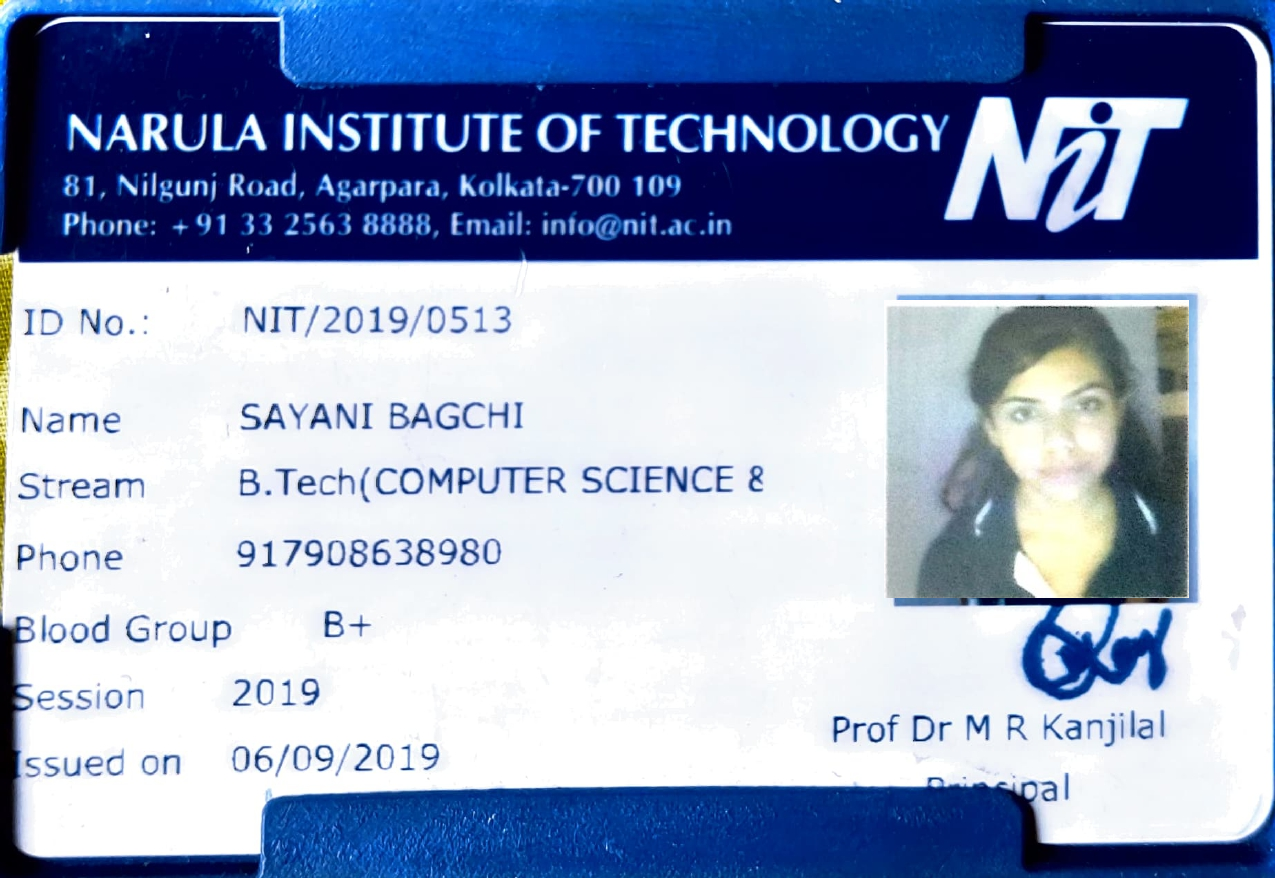 NARULA INSTITUTE OF TECHNOLOGY
NiT
81, Nilgunj Road, Agarpara, Kolkata-700 109
Phone: +91 33 2563 8888, Email: info@nit.ac.in
ID No.: NIT/2019/0513
Name SAYANI BAGCHI
Stream B.Tech(COMPUTER SCIENCE &
Phone 917908638980
Blood Group B+
Session 2019
Issued on 06/09/2019
Prof Dr M R Kanjilal
Principal